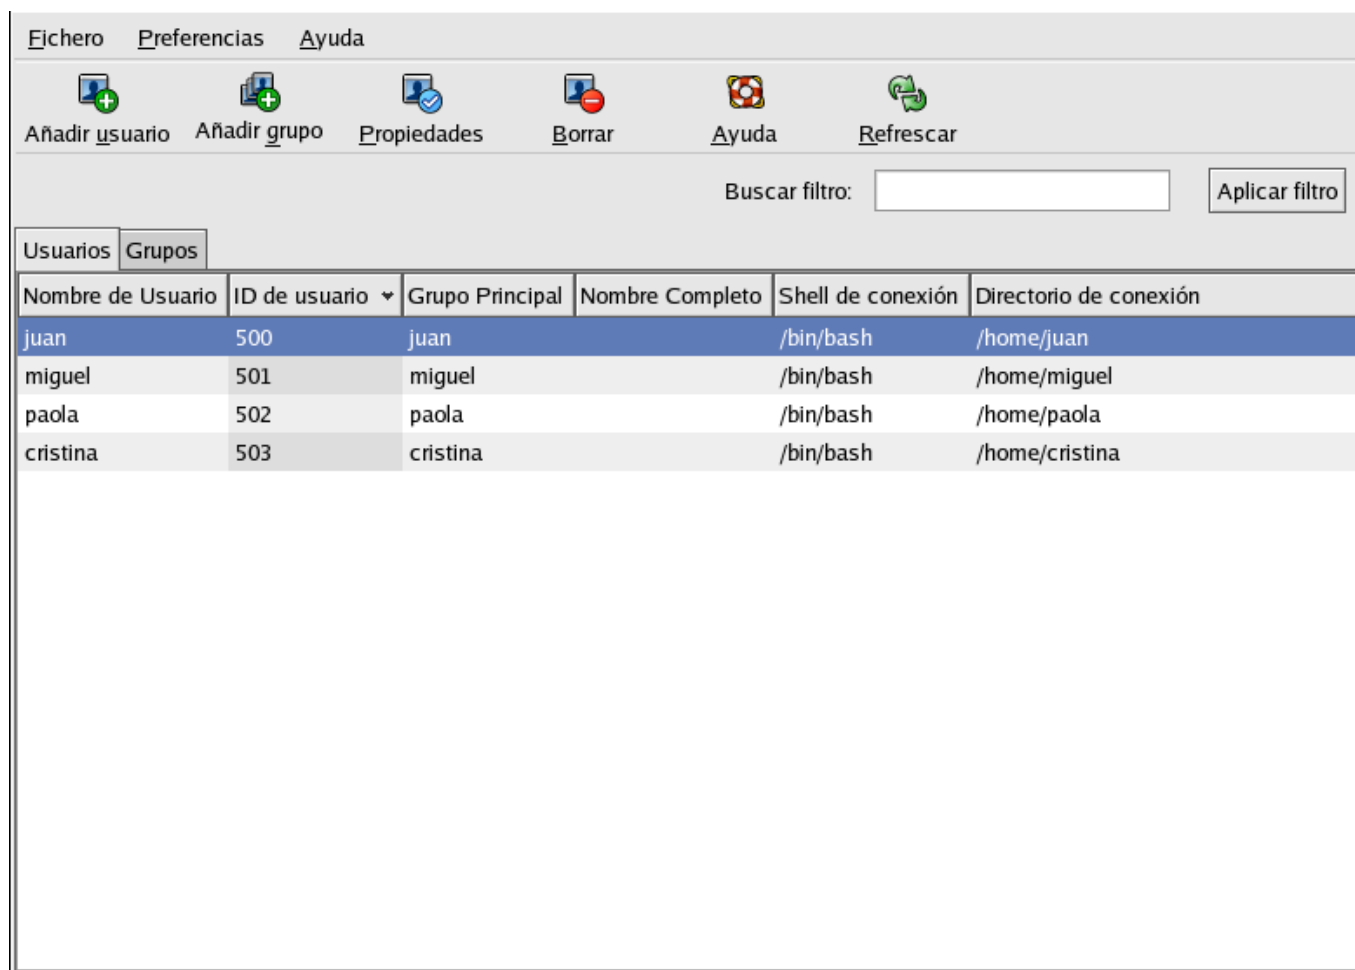 Fichero Preferencias Ayuda
Añadir usuario Añadir grupo Propiedades Borrar Ayuda Refrescar
Buscar filtro: Aplicar filtro
Usuarios Grupos
Nombre de Usuario ID de usuario Grupo Principal Nombre Completo Shell de conexión Directorio de conexión
juan 500 juan /bin/bash /home/juan
miguel 501 miguel /bin/bash /home/miguel
paola 502 paola /bin/bash /home/paola
cristina 503 cristina /bin/bash /home/cristina